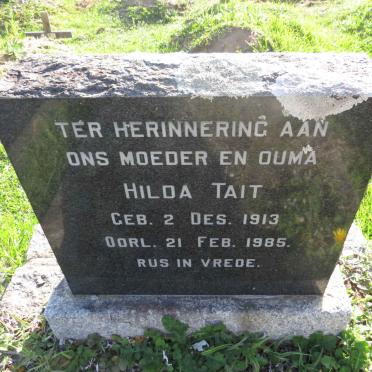 TER HERINNERING AAN
ONS MOEDER EN OUMA
HILDA TAIT
GEB. 2 DES. 1913
OORL. 21 FEB. 1985.
RUS IN VREDE.